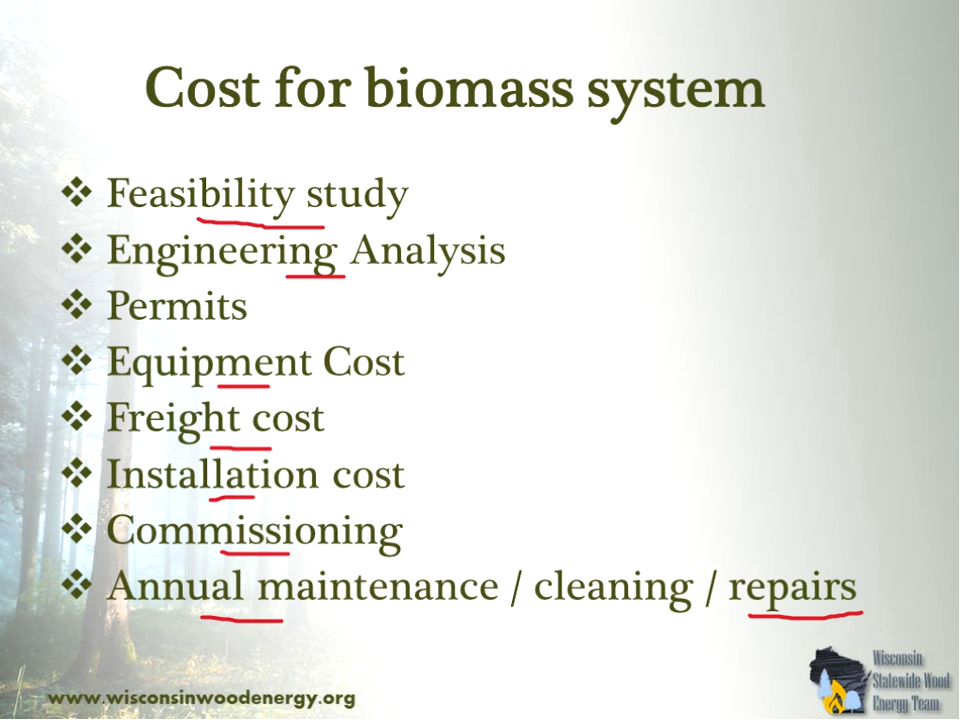 Cost for biomass system
❖ Feasibility study
❖ Engineering Analysis
❖ Permits
❖ Equipment Cost
❖ Freight cost
❖ Installation cost
❖ Commissioning
❖ Annual maintenance / cleaning / repairs
www.wisconsinwoodenergy.org
Wisconsin
Statewide Wood
Energy Team